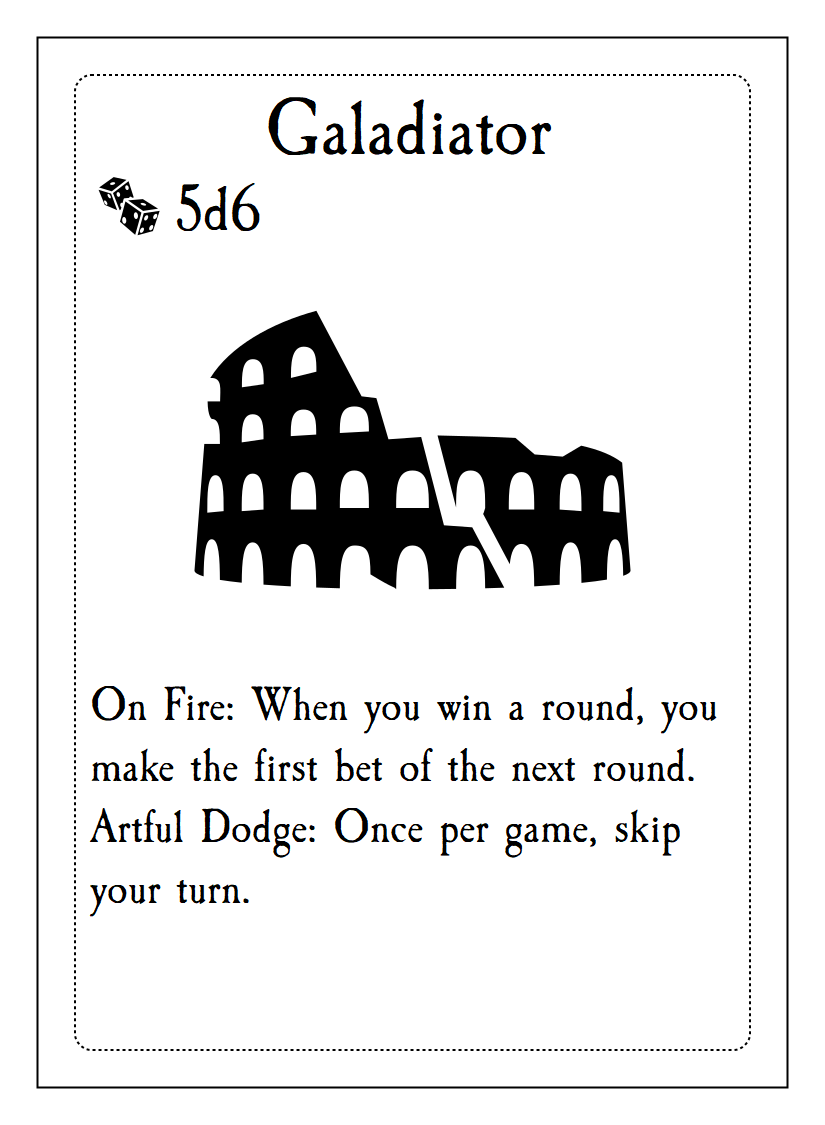 Galadiator
5d6
On Fire: When you win a round, you
make the first bet of the next round.
Artful Dodge: Once per game, skip
your turn.